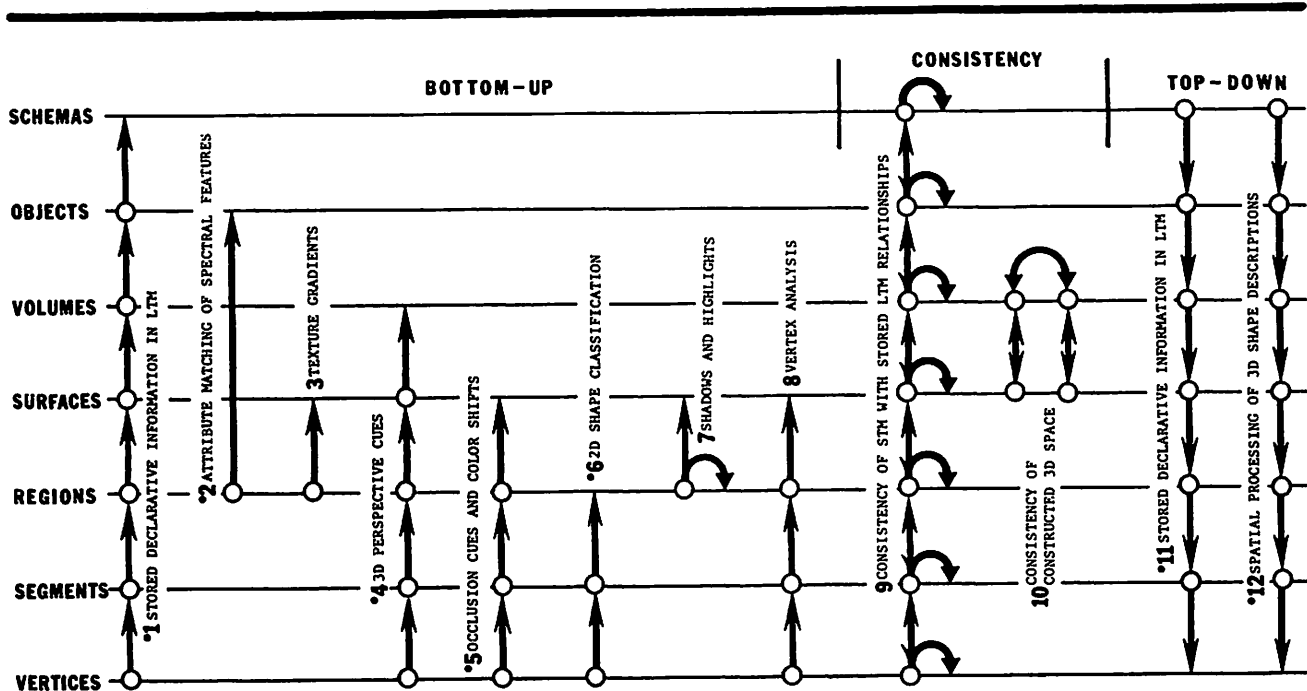 BOTTOM-UP
CONSISTENCY
TOP-DOWN
SCHEMAS
OBJECTS
VOLUMES
SURFACES
REGIONS
SEGMENTS
VERTICES
*1 STORED DECLARATIVE INFORMATION IN LTM
*2 ATTRIBUTE MATCHING OF SPECTRAL FEATURES
3 TEXTURE GRADIENTS
*4 3D PERSPECTIVE CUES
*5 OCCLUSION CUES AND COLOR SHIFTS
*6 2D SHAPE CLASSIFICATION
7 SHADOWS AND HIGHLIGHTS
8 VERTEX ANALYSIS
9 CONSISTENCY OF STM WITH STORED LTM RELATIONSHIPS
10 CONSISTENCY OF
CONSTRUCTED 3D SPACE
*11 STORED DECLARATIVE INFORMATION IN LTM
*12 SPATIAL PROCESSING OF 3D SHAPE DESCRIPTIONS